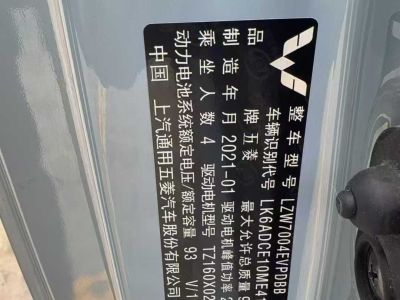 整车型号 LZW7004EVPDBB
车辆识别代号 LK6ADCE10ME4
品牌 五菱 最大允许总质量
制造年月 2021-01 驱动电机峰值功率
乘坐人数 4 驱动电机型号 TZ160X02
动力电池系统额定电压/额定容量 93 V/1
中国 上汽通用五菱汽车股份有限公司